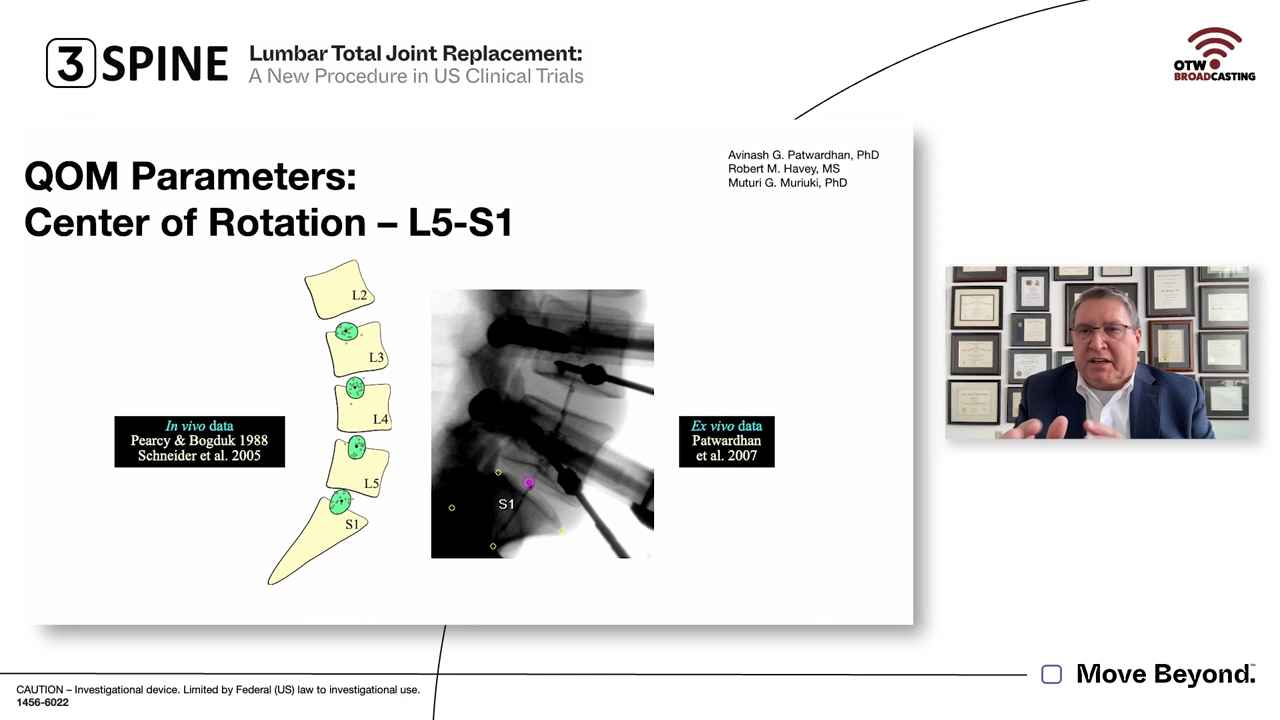 3 SPINE
Lumbar Total Joint Replacement:
A New Procedure in US Clinical Trials
OTW
BROADCASTING
QOM Parameters:
Center of Rotation – L5-S1
Avinash G. Patwardhan, PhD
Robert M. Havey, MS
Muturi G. Muriuki, PhD
L2
L3
L4
L5
S1
In vivo data
Pearcy & Bogduk 1988
Schneider et al. 2005
S1
Ex vivo data
Patwardhan
et al. 2007
CAUTION – Investigational device. Limited by Federal (US) law to investigational use.
1456-6022
Move Beyond.™